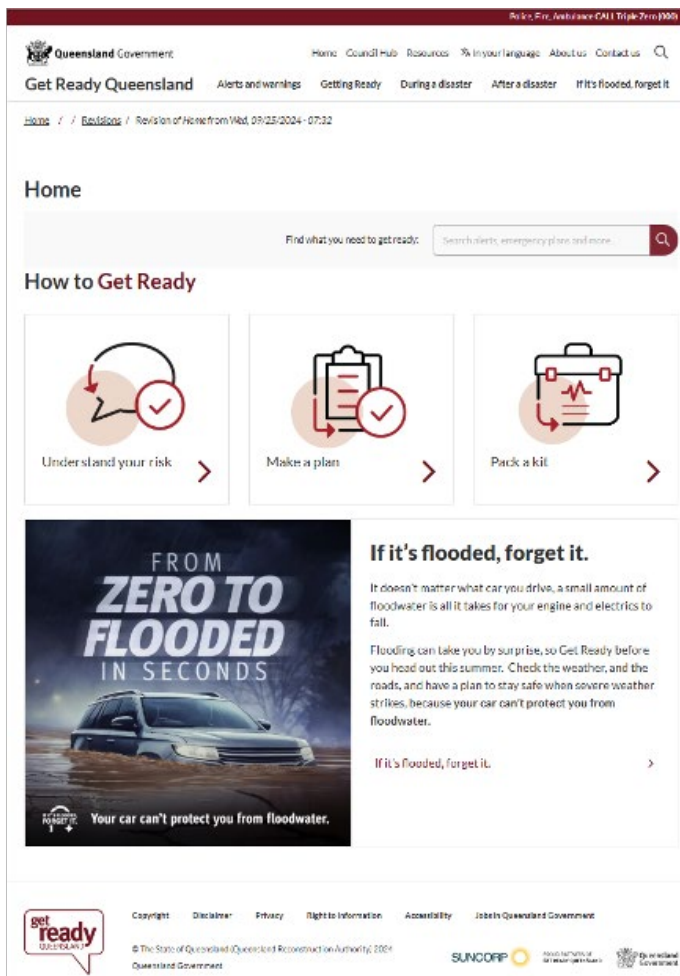 Police, Fire, Ambulance CALL Triple Zero (000)
Queensland Government
Home Council Hub Resources In your language About us Contact us
Get Ready Queensland Alerts and warnings Getting Ready During a disaster After a disaster If it's flooded, forget it
Home / / Revisions / Revision of Home from Wed, 09/25/2024 - 07:32
Home
Find what you need to get ready: Search alerts, emergency plans and more...
How to Get Ready
Understand your risk
Make a plan
Pack a kit
FROM
ZERO TO
FLOODED
IN SECONDS
FORGET IT.
Your car can't protect you from floodwater.
If it's flooded, forget it.
It doesn't matter what car you drive, a small amount of
floodwater is all it takes for your engine and electrics to
fail.
Flooding can take you by surprise, so Get Ready before
you head out this summer. Check the weather, and the
roads, and have a plan to stay safe when severe weather
strikes, because your car can't protect you from
floodwater.
If it's flooded, forget it.
get
ready
QUEENSLAND
Copyright Disclaimer Privacy Right to Information Accessibility Jobs in Queensland Government
© The State of Queensland (Queensland Reconstruction Authority) 2024
Queensland Government
SUNCORP
Queensland
Government